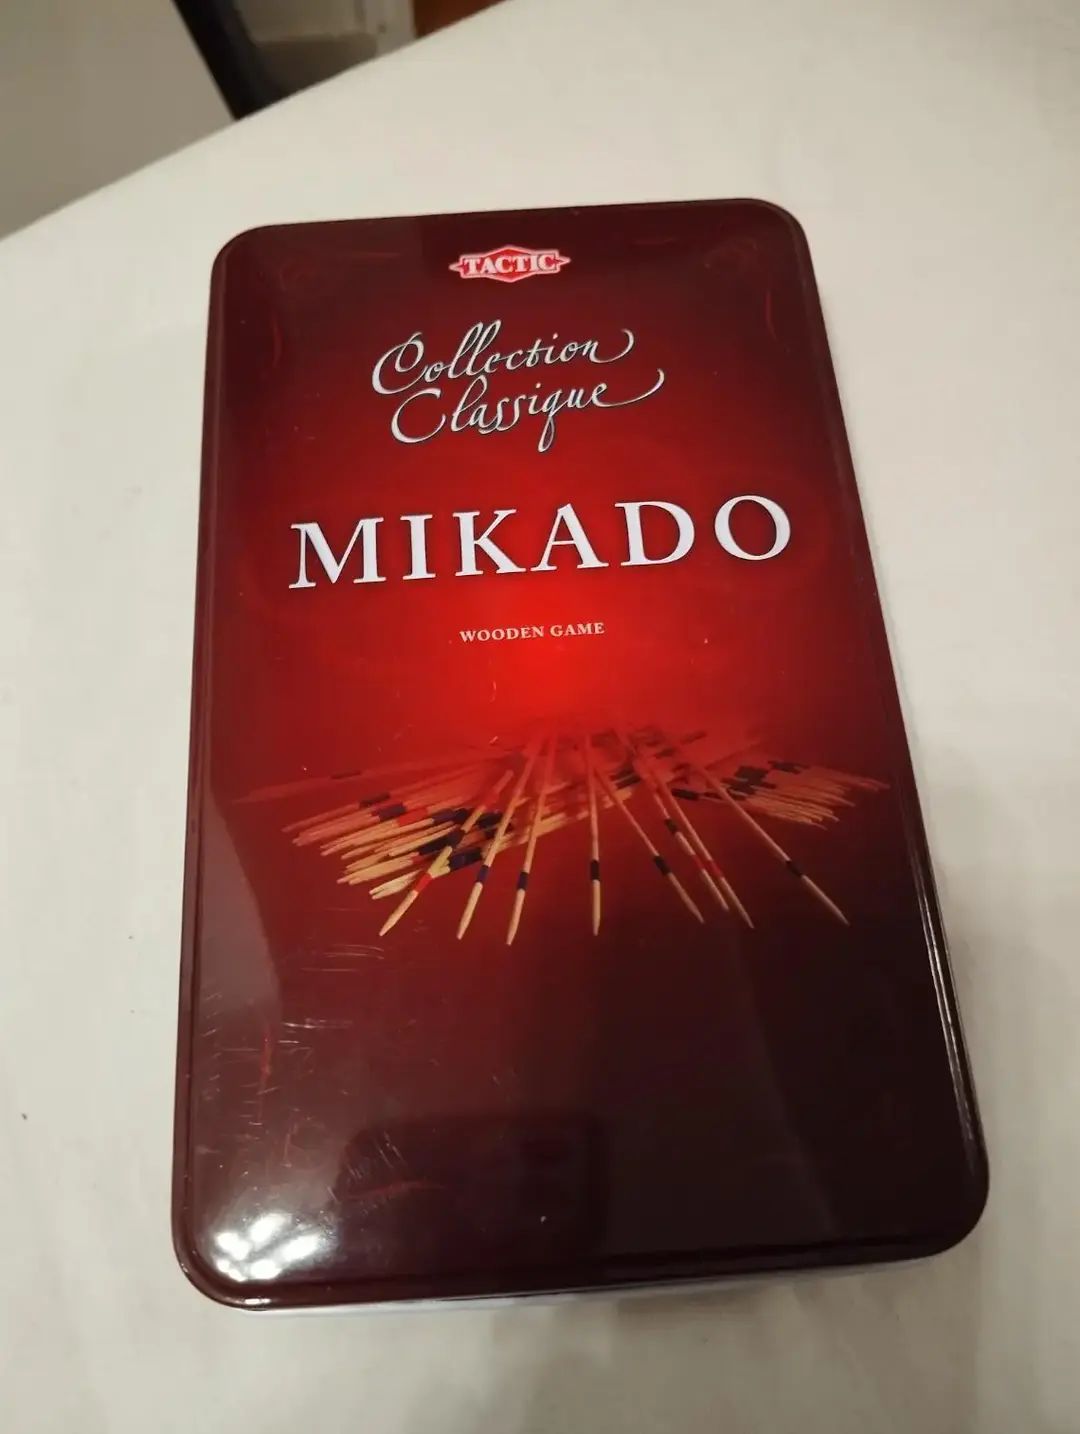 TACTIC
Collection
Classique
MIKADO
WOODEN GAME